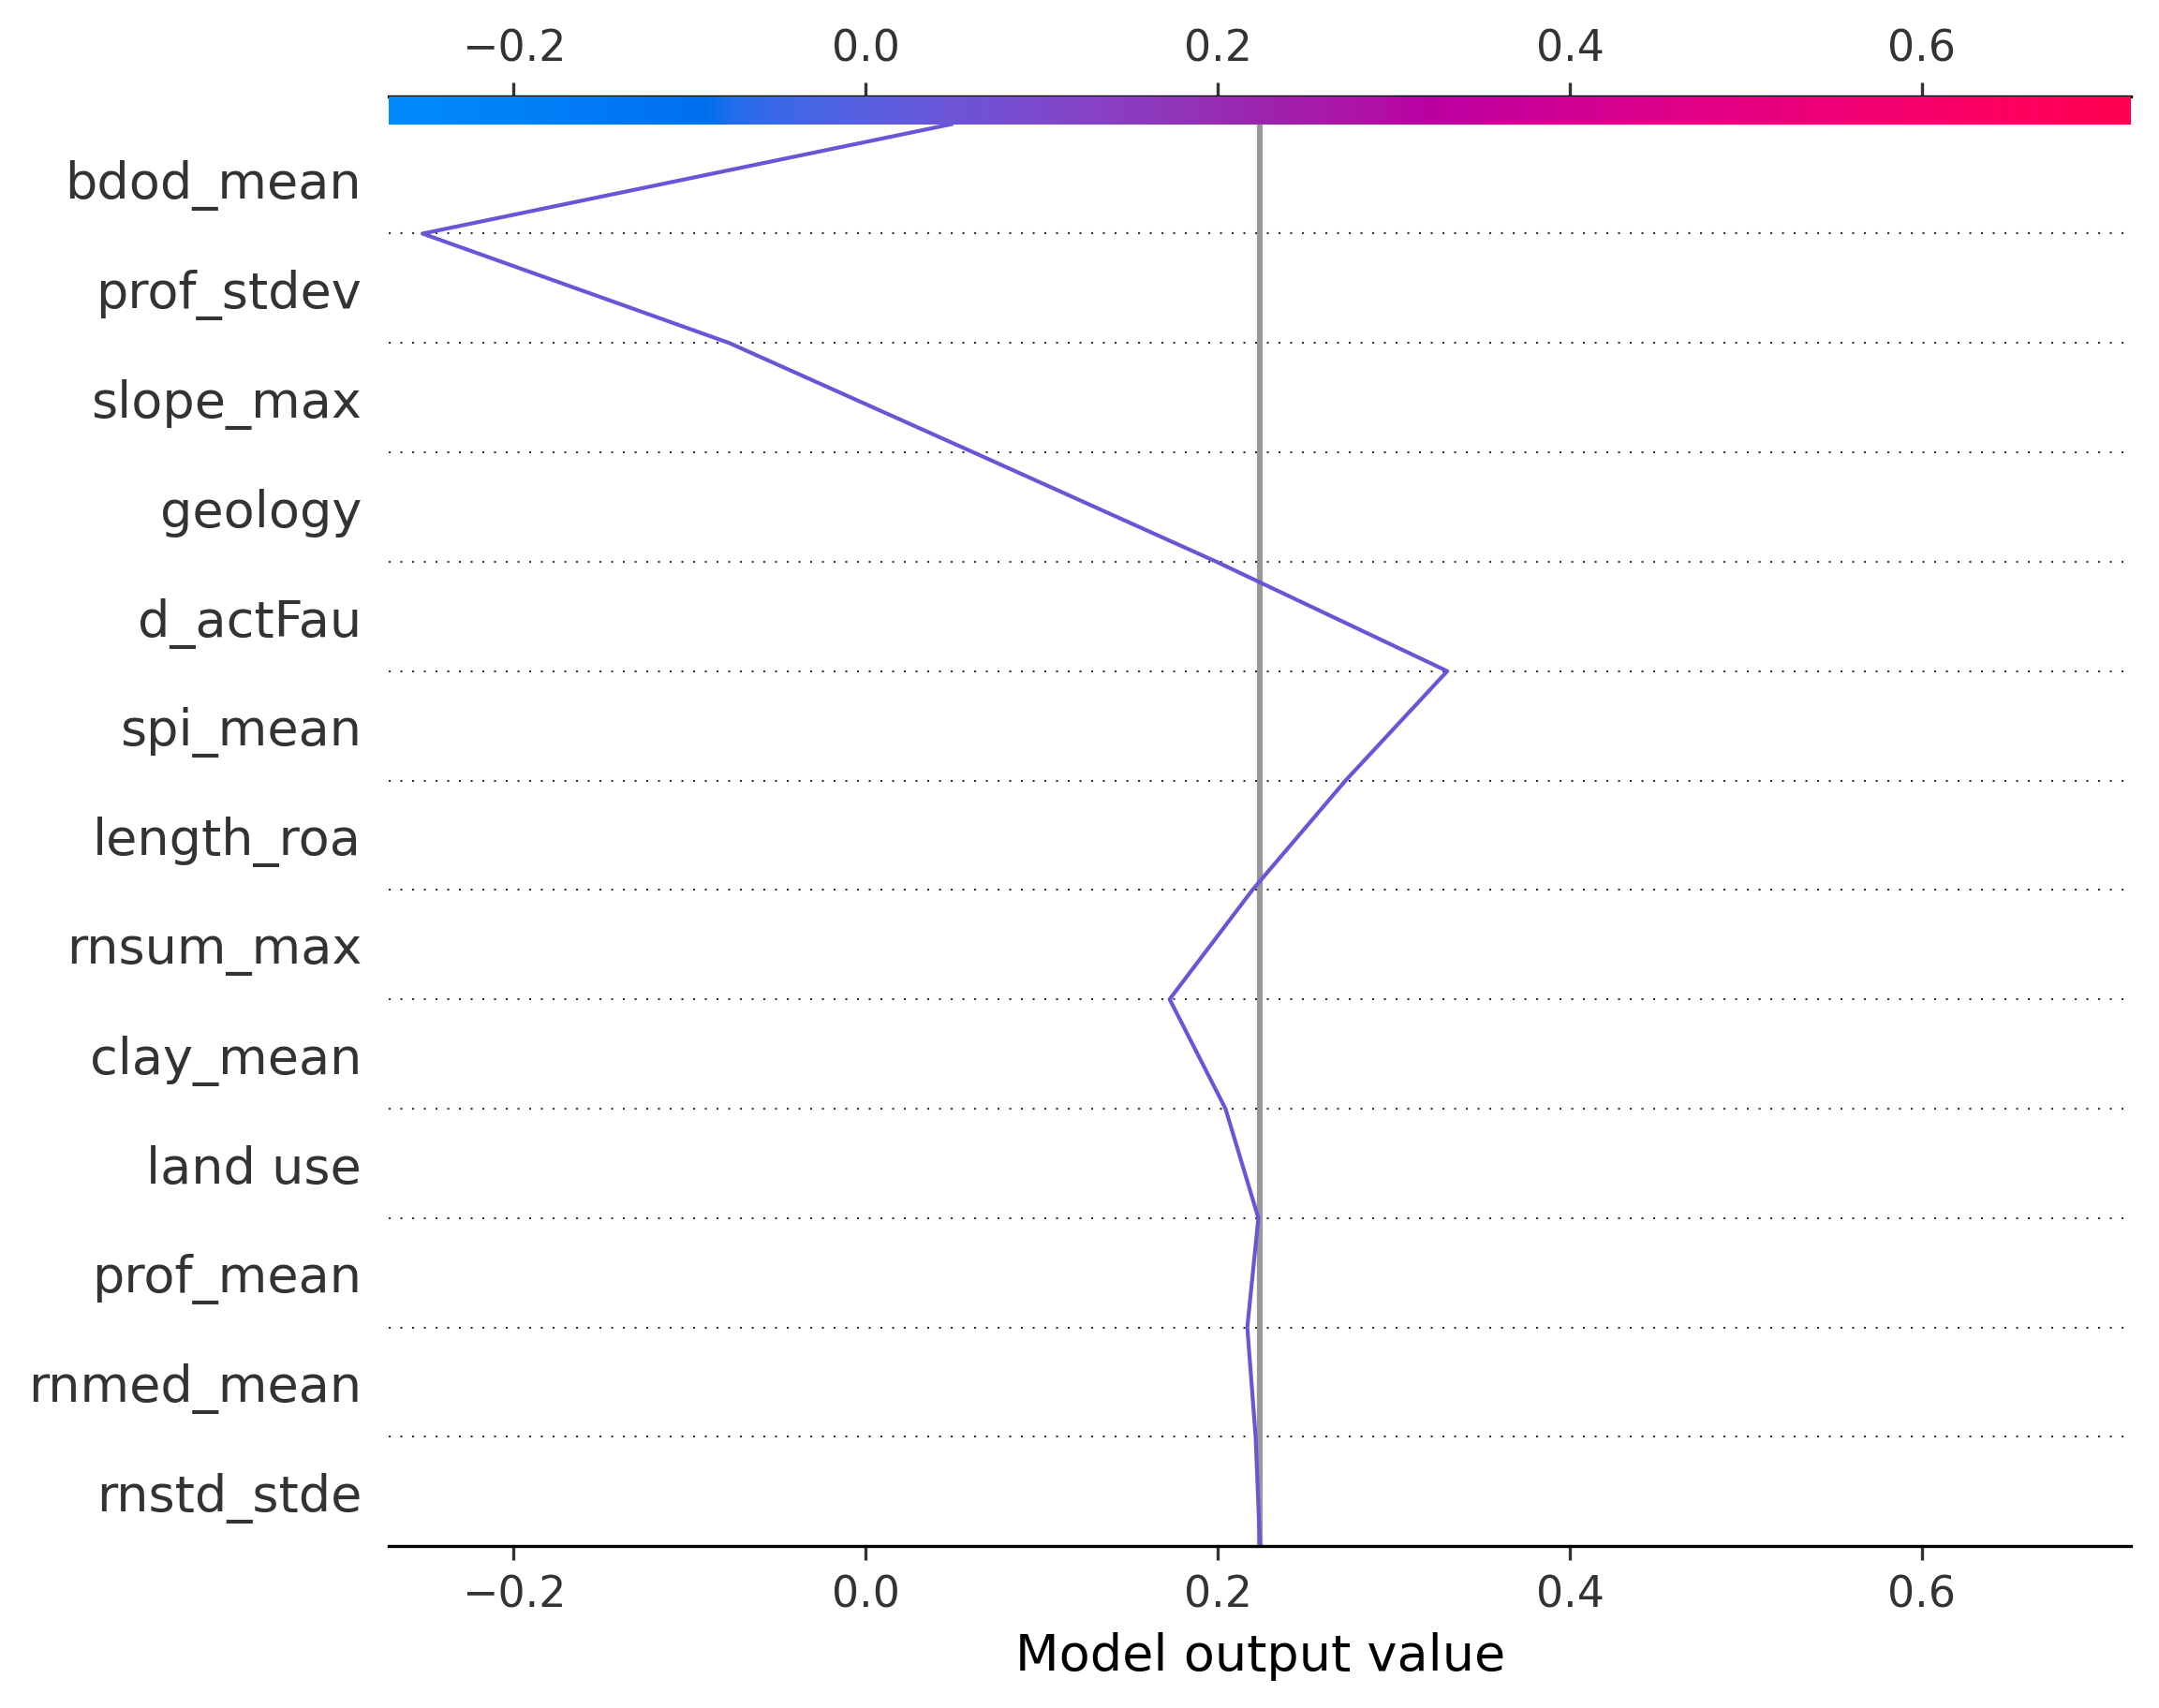 −0.2 0.0 0.2 0.4 0.6
bdod_mean
prof_stdev
slope_max
geology
d_actFau
spi_mean
length_roa
rnsum_max
clay_mean
land use
prof_mean
rnmed_mean
rnstd_stde
−0.2 0.0 0.2 0.4 0.6
Model output value